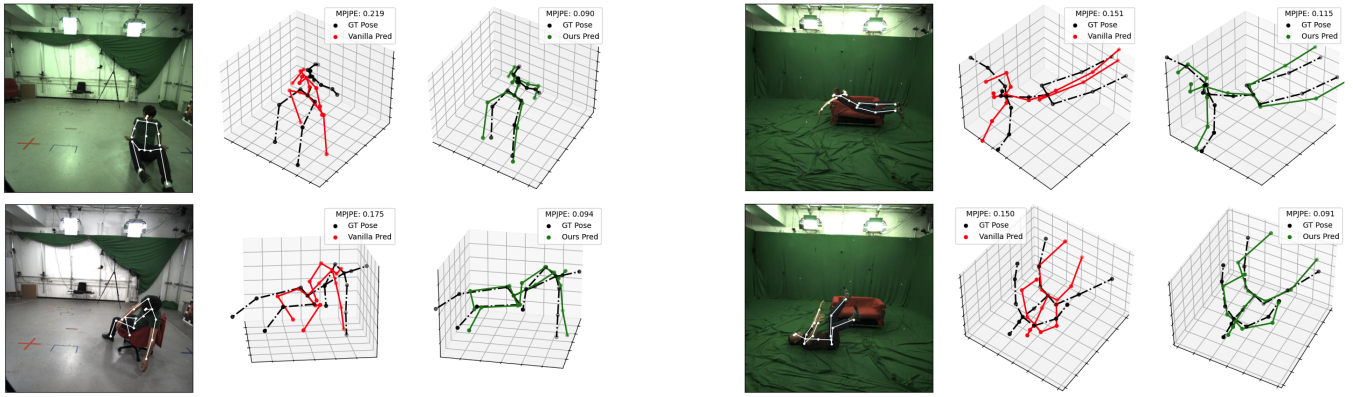 MPJPE: 0.219
GT Pose
Vanilla Pred
MPJPE: 0.090
GT Pose
Ours Pred
MPJPE: 0.151
GT Pose
Vanilla Pred
MPJPE: 0.115
GT Pose
Ours Pred
MPJPE: 0.175
GT Pose
Vanilla Pred
MPJPE: 0.094
GT Pose
Ours Pred
MPJPE: 0.150
GT Pose
Vanilla Pred
MPJPE: 0.091
GT Pose
Ours Pred